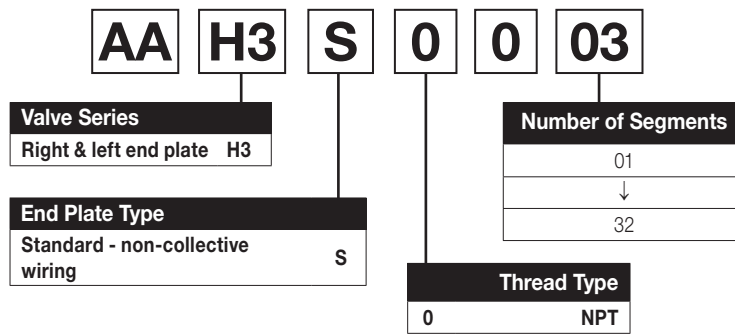 AA H3 S 0 0 03
Valve Series
Right & left end plate H3
End Plate Type
Standard - non-collective
wiring S
Number of Segments
01
↓
32
Thread Type
0 NPT